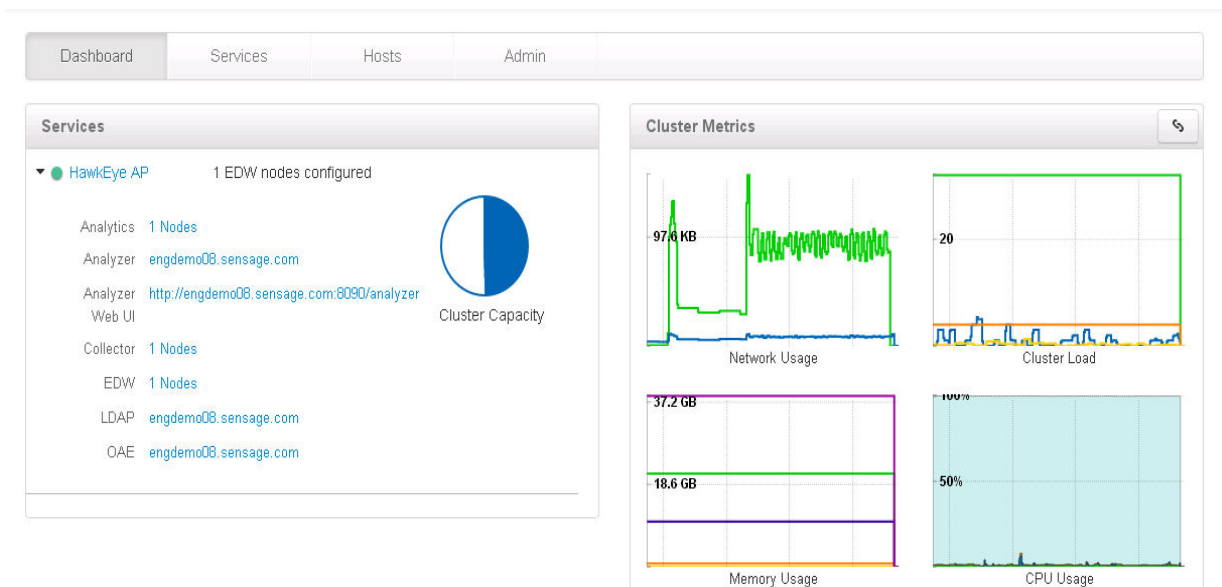 Dashboard Services Hosts Admin
Services
HawkEye AP 1 EDW nodes configured
Analytics 1 Nodes
Analyzer engdemo08.sensage.com
Analyzer http://engdemo08.sensage.com:8090/analyzer
Web UI
Collector 1 Nodes
EDW 1 Nodes
LDAP engdemo08.sensage.com
OAE engdemo08.sensage.com
Cluster Capacity
Cluster Metrics
97.6 KB
Network Usage
20
Cluster Load
37.2 GB
18.6 GB
Memory Usage
100%
50%
CPU Usage